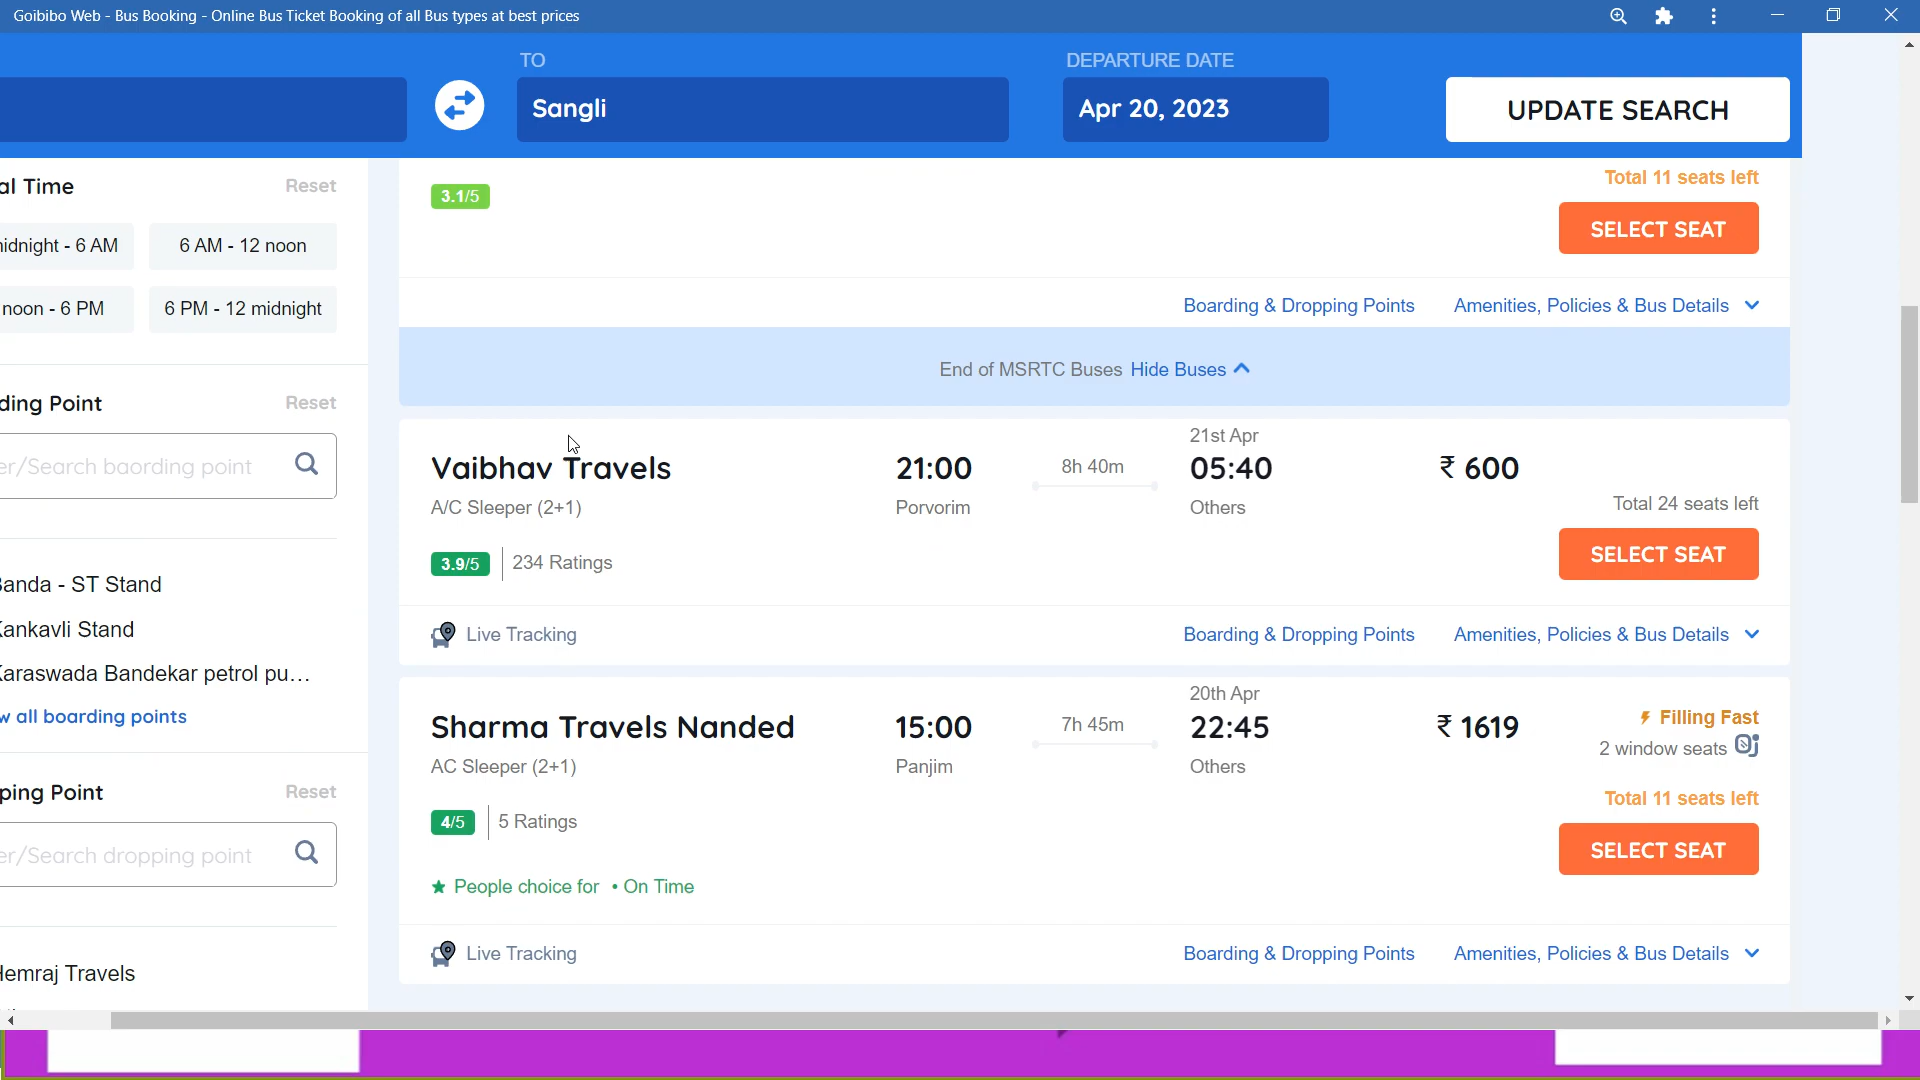 Goibibo Web - Bus Booking - Online Bus Ticket Booking of all Bus types at best prices
TO
DEPARTURE DATE
Sangli
Apr 20, 2023
UPDATE SEARCH
al Time
Reset
idnight - 6 AM
6 AM - 12 noon
noon - 6 PM
6 PM - 12 midnight
ding Point
Reset
er/Search baording point
Banda - ST Stand
Kankavli Stand
Karaswada Bandekar petrol pu...
w all boarding points
ping Point
Reset
er/Search dropping point
Hemraj Travels
3.1/5
Total 11 seats left
SELECT SEAT
Boarding & Dropping Points
Amenities, Policies & Bus Details
End of MSRTC Buses Hide Buses
21st Apr
Vaibhav Travels
21:00
8h 40m
05:40
₹ 600
A/C Sleeper (2+1)
Porvorim
Others
Total 24 seats left
SELECT SEAT
3.9/5
234 Ratings
Live Tracking
Boarding & Dropping Points
Amenities, Policies & Bus Details
20th Apr
Sharma Travels Nanded
15:00
7h 45m
22:45
₹ 1619
Filling Fast
2 window seats
AC Sleeper (2+1)
Panjim
Others
Total 11 seats left
SELECT SEAT
4/5
5 Ratings
People choice for • On Time
Live Tracking
Boarding & Dropping Points
Amenities, Policies & Bus Details